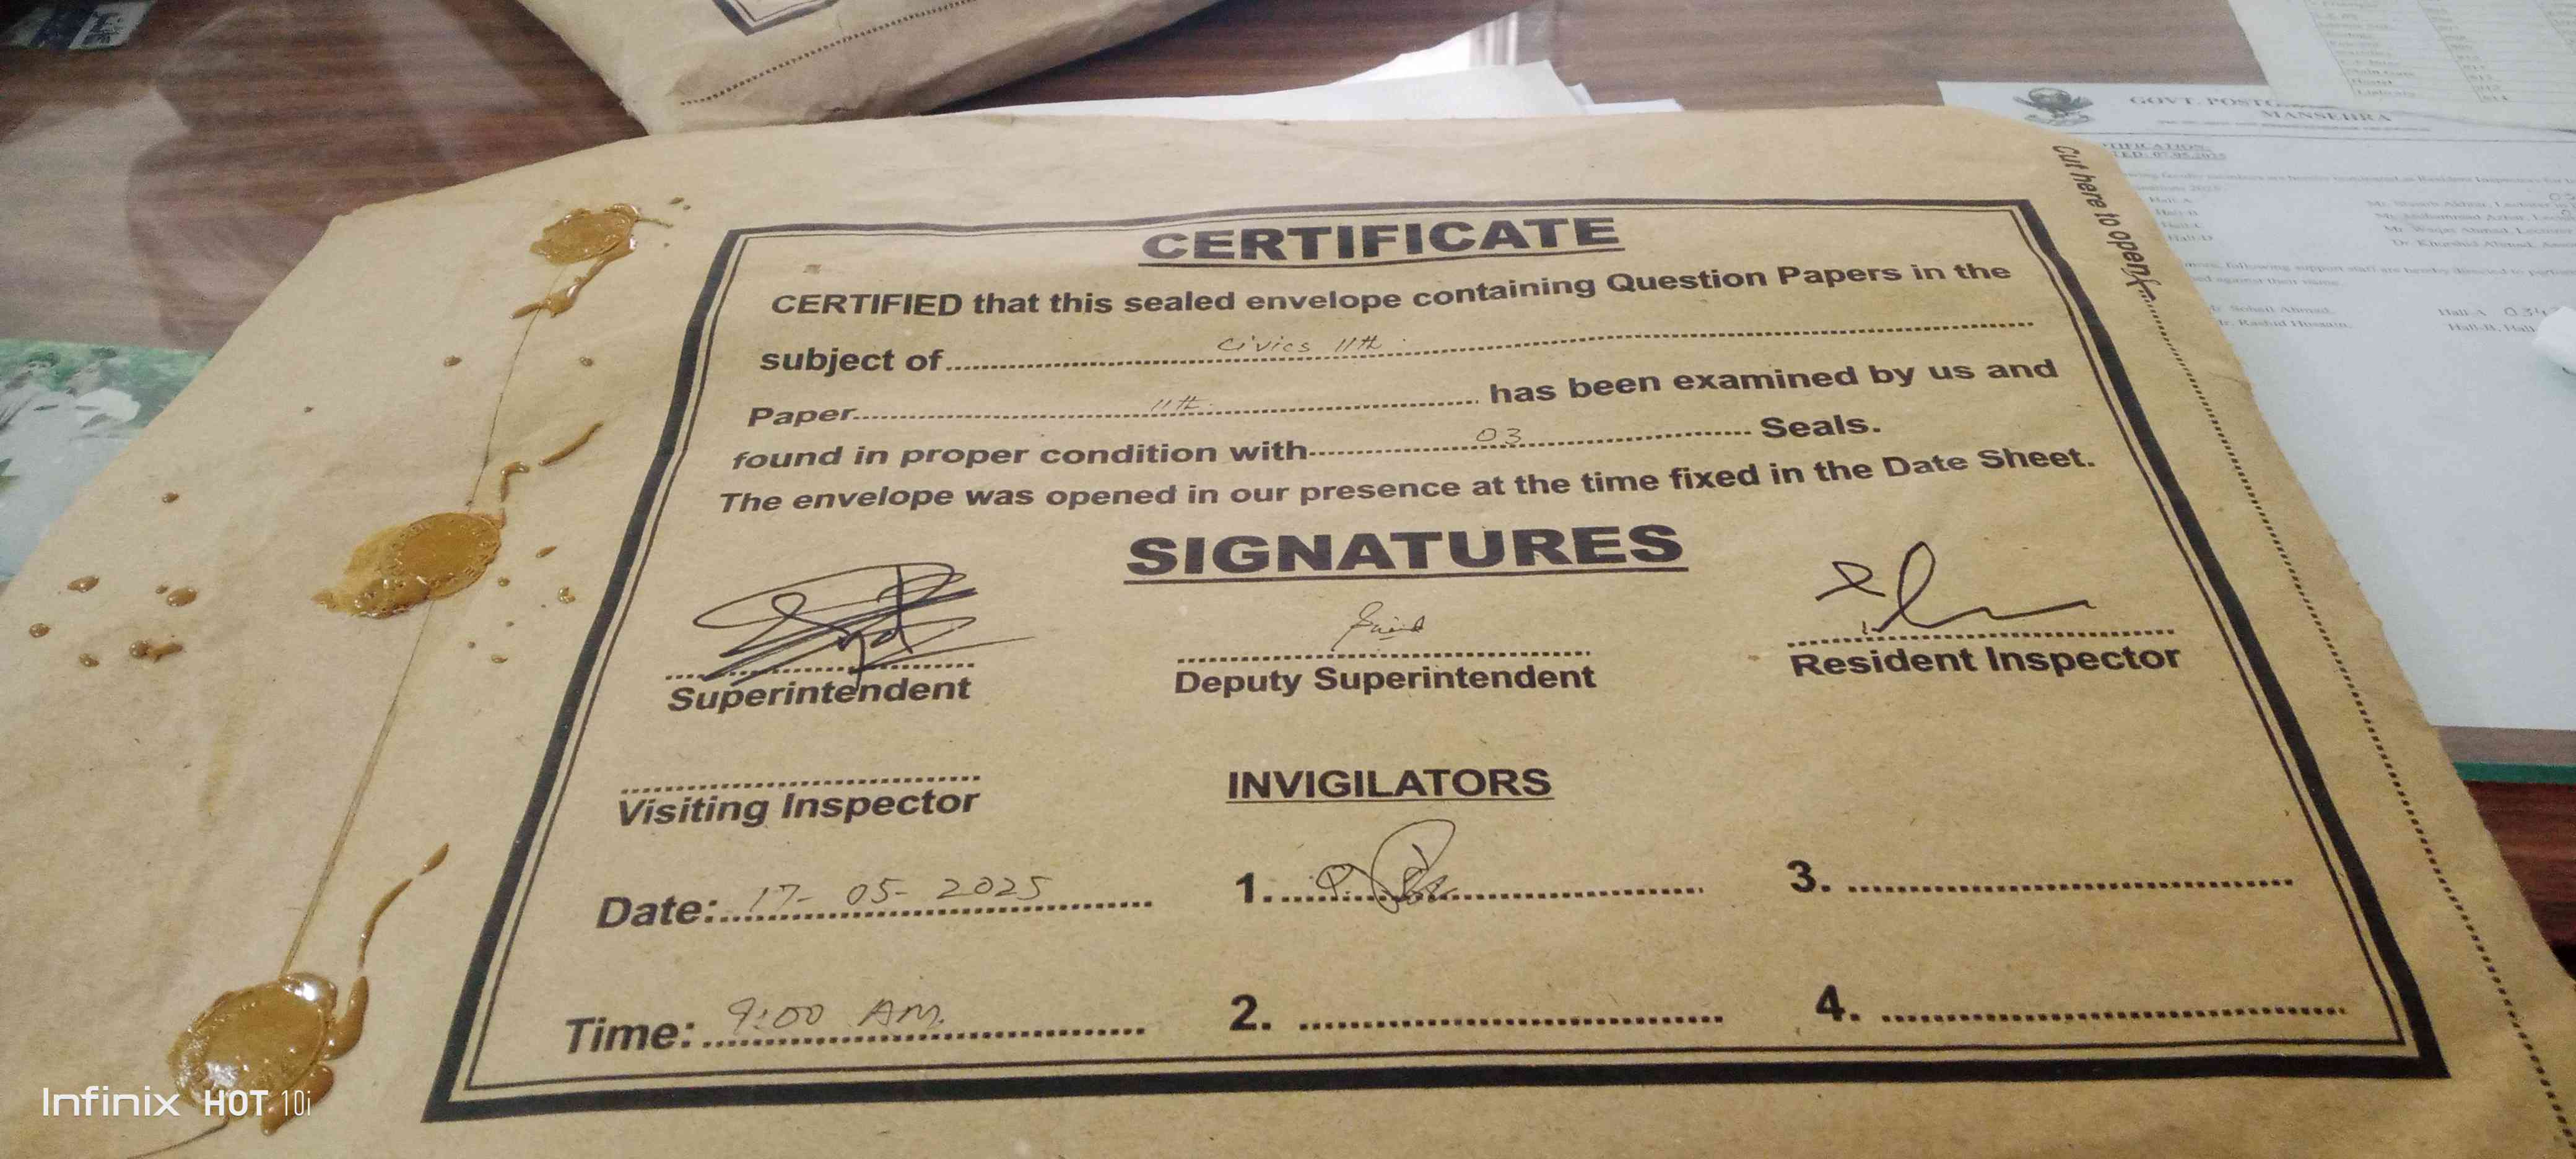 GOVT. POSTG
MANSEHRA
Cut here to open
CERTIFICATE
CERTIFIED that this sealed envelope containing Question Papers in the
subject of Civics 11th
Paper 11th has been examined by us and
found in proper condition with 03 Seals.
The envelope was opened in our presence at the time fixed in the Date Sheet.
SIGNATURES
Superintendent
Deputy Superintendent
Resident Inspector
Visiting Inspector
INVIGILATORS
Date: 17-05-2025
1.
3.
Time: 9:00 AM.
2.
4.
Infinix HOT 10i